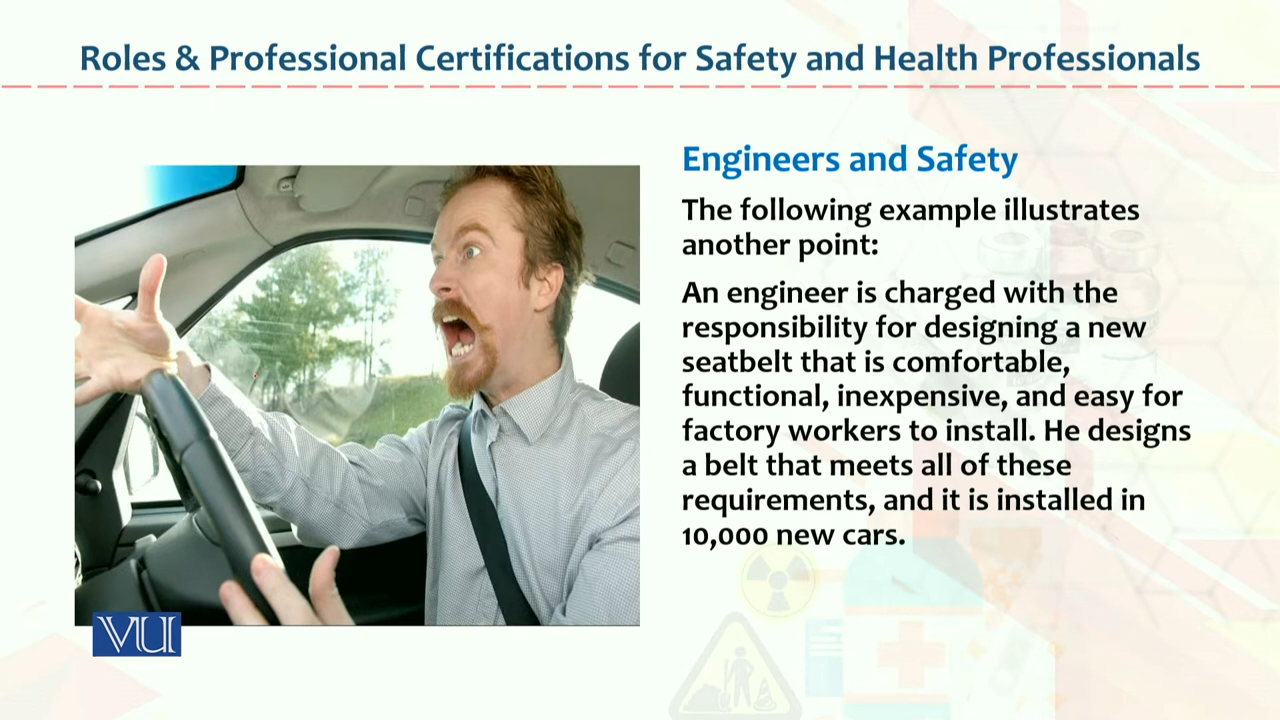 Roles & Professional Certifications for Safety and Health Professionals
Engineers and Safety
The following example illustrates
another point:
An engineer is charged with the
responsibility for designing a new
seatbelt that is comfortable,
functional, inexpensive, and easy for
factory workers to install. He designs
a belt that meets all of these
requirements, and it is installed in
10,000 new cars.
VU